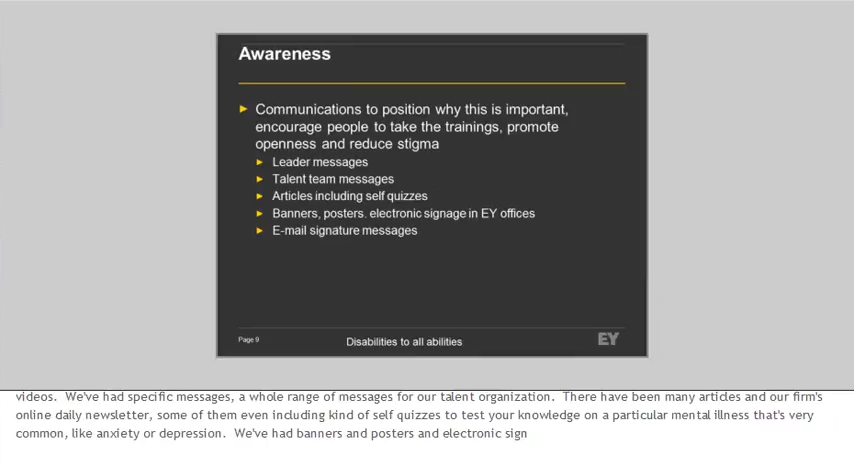 Awareness
Communications to position why this is important,
encourage people to take the trainings, promote
openness and reduce stigma
Leader messages
Talent team messages
Articles including self quizzes
Banners, posters. electronic signage in EY offices
E-mail signature messages
Page 9
Disabilities to all abilities
EY
videos.  We've had specific messages, a whole range of messages for our talent organization.  There have been many articles and our firm's
online daily newsletter, some of them even including kind of self quizzes to test your knowledge on a particular mental illness that's very
common, like anxiety or depression.  We've had banners and posters and electronic sign